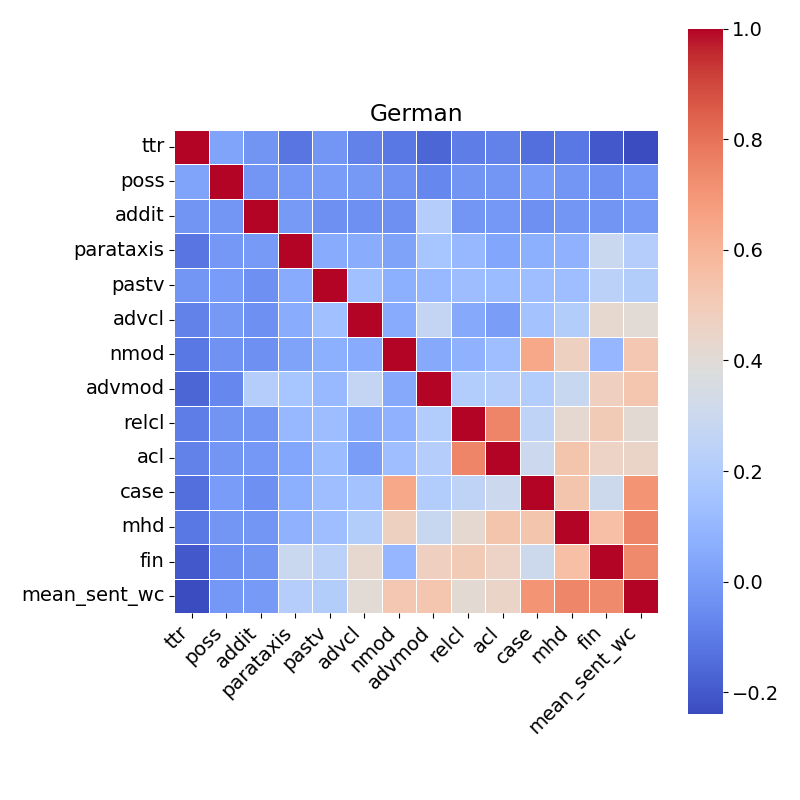 German
ttr
poss
addit
parataxis
pastv
advcl
nmod
advmod
relcl
acl
case
mhd
fin
mean_sent_wc
ttr
poss
addit
parataxis
pastv
advcl
nmod
advmod
relcl
acl
case
mhd
fin
mean_sent_wc
1.0
0.8
0.6
0.4
0.2
0.0
−0.2